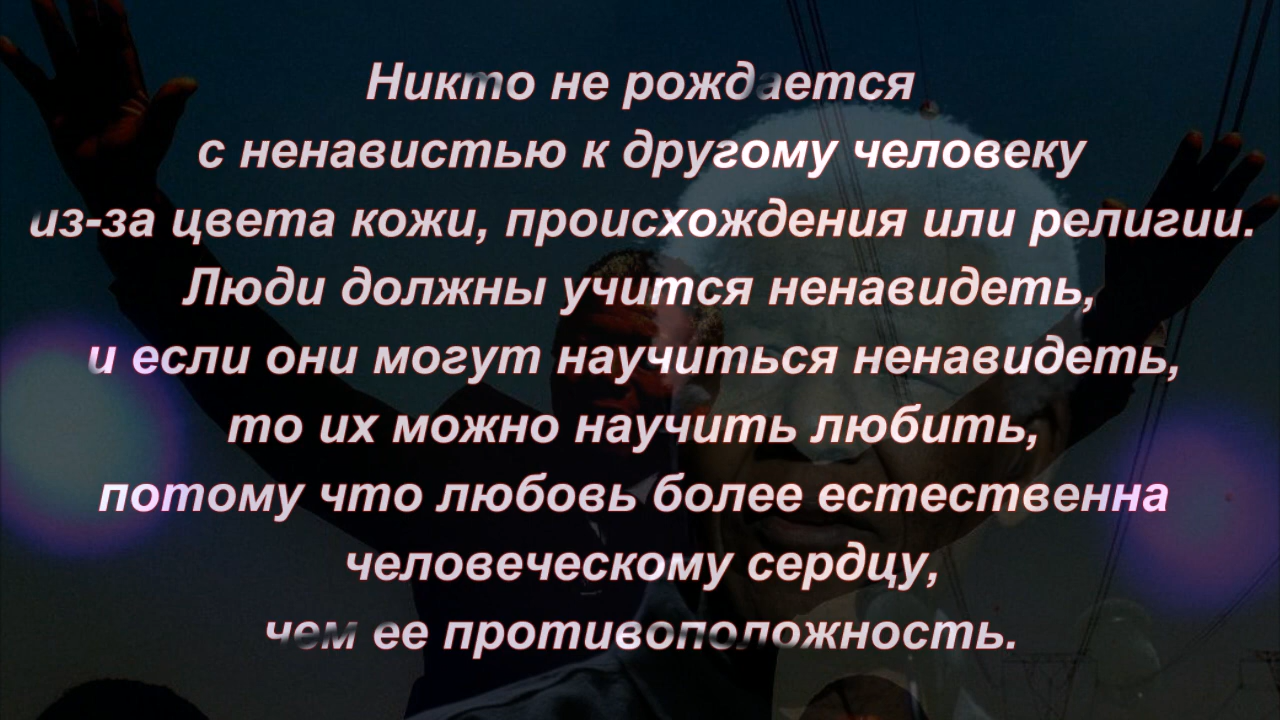 Никто не рождается
с ненавистью к другому человеку
из-за цвета кожи, происхождения или религии.
Люди должны учится ненавидеть,
и если они могут научиться ненавидеть,
то их можно научить любить,
потому что любовь более естественна
человеческому сердцу,
чем ее противоположность.